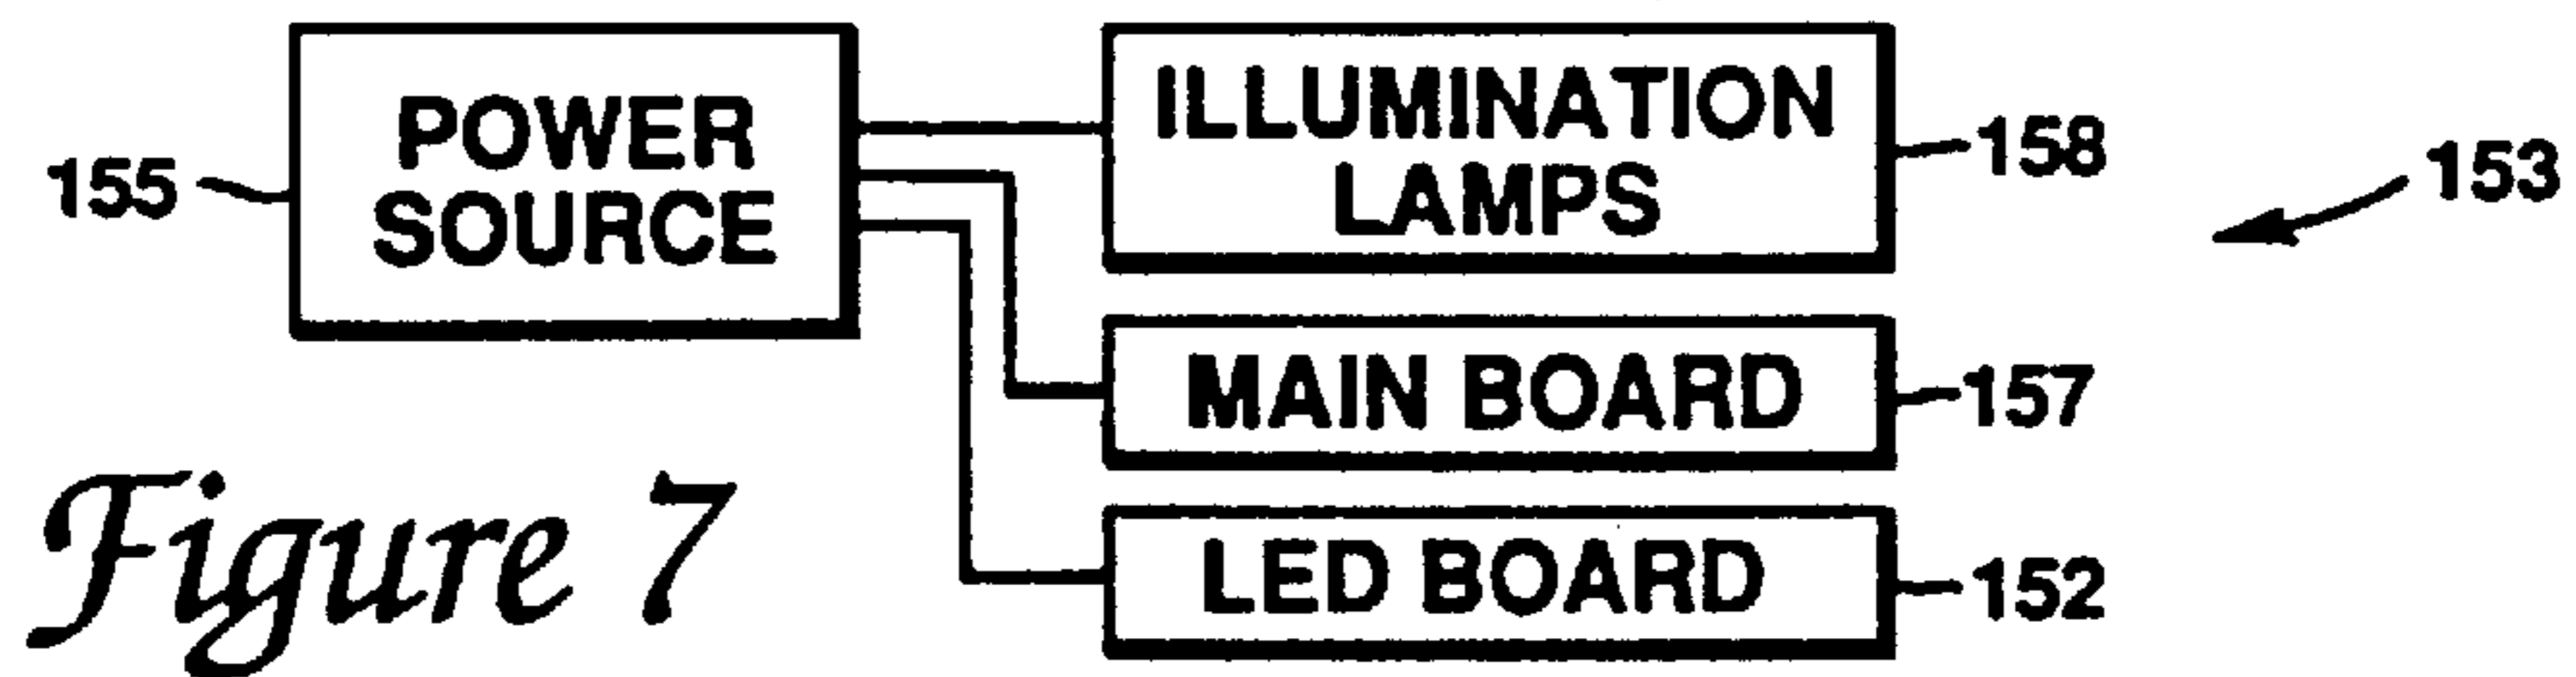 POWER
SOURCE
155
ILLUMINATION
LAMPS
158
153
MAIN BOARD
157
LED BOARD
152
Figure 7